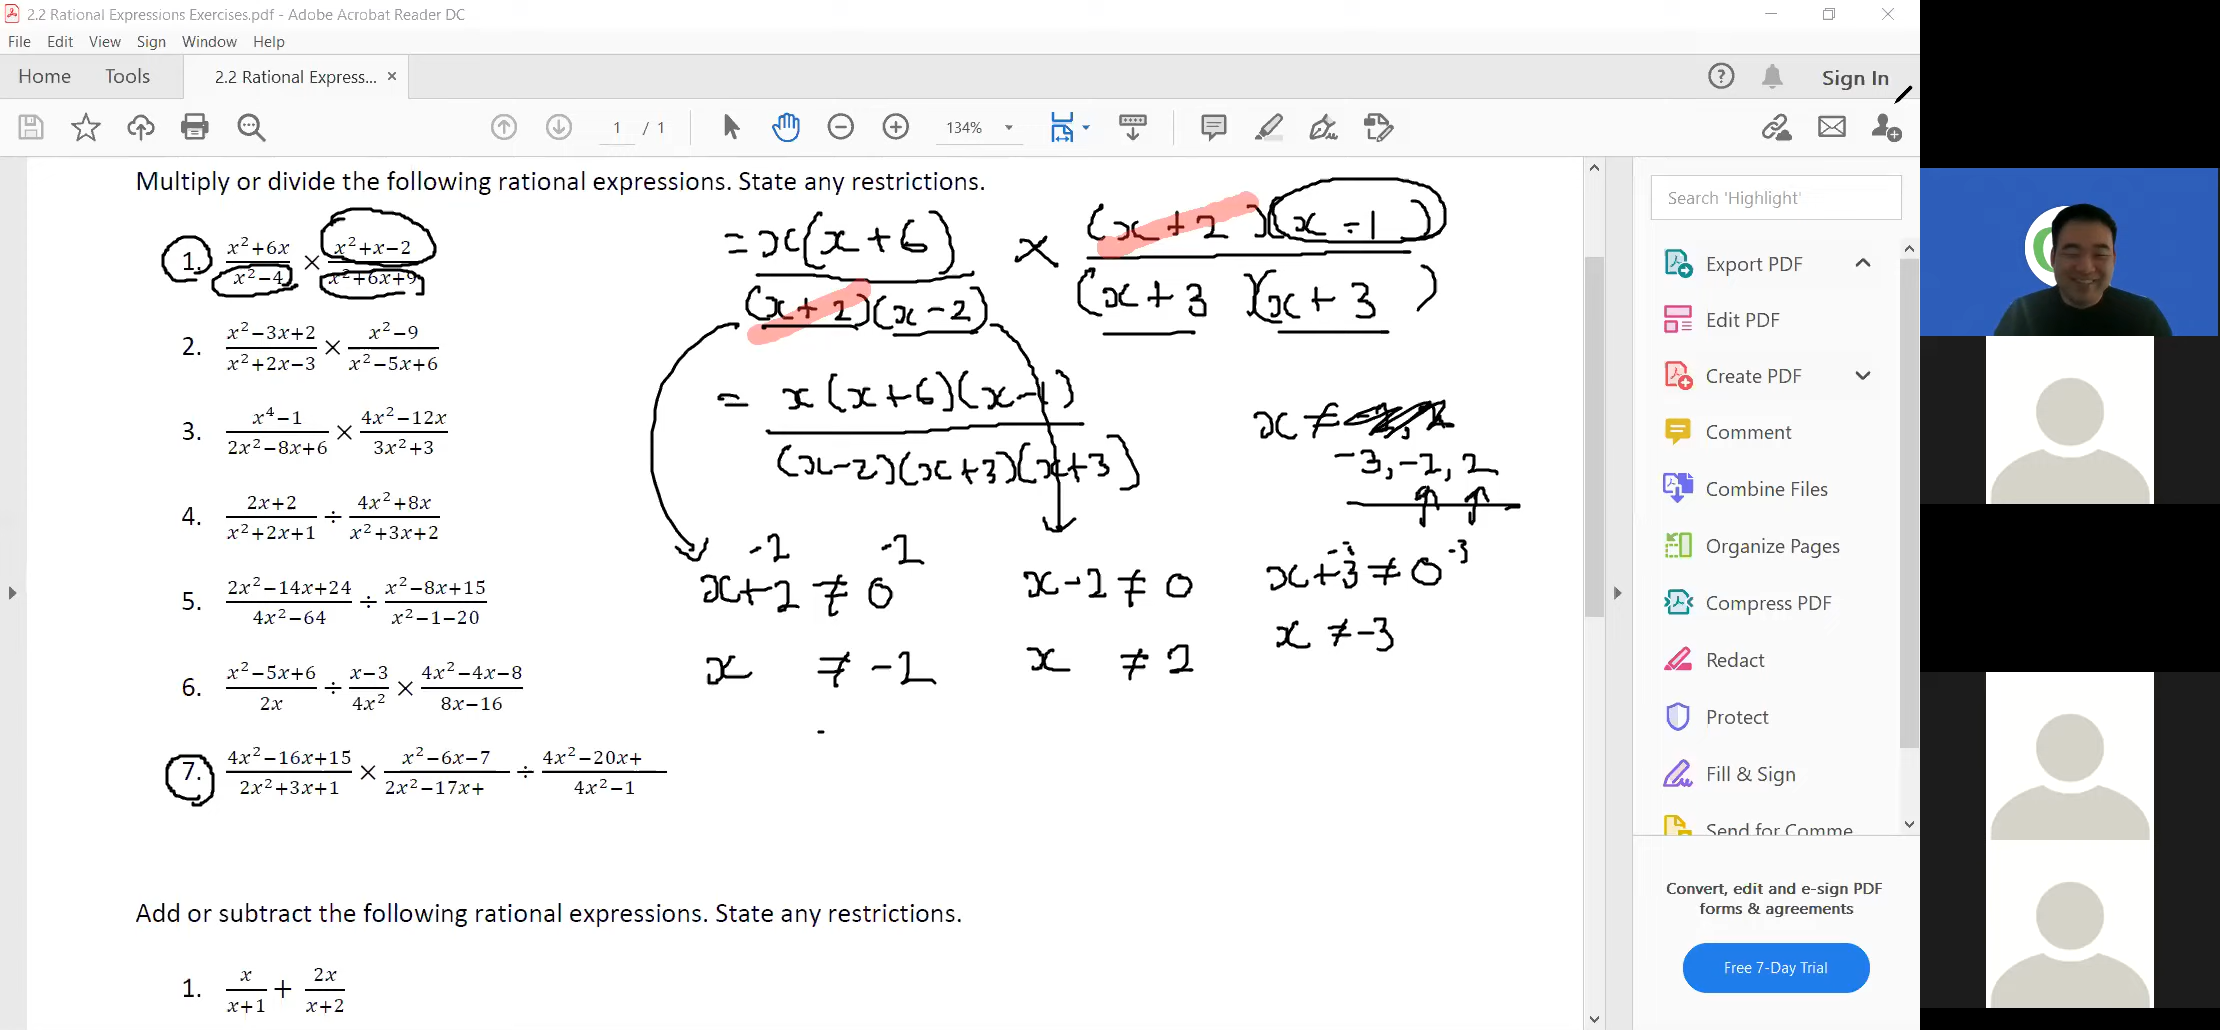 2.2 Rational Expressions Exercises.pdf - Adobe Acrobat Reader DC
File Edit View Sign Window Help
Home Tools 2.2 Rational Express... × Sign In
1 / 1 134%
Multiply or divide the following rational expressions. State any restrictions.
1. (x²+6x)/(x²−4) × (x²+x−2)/(x²+6x+9)
2. (x²−3x+2)/(x²+2x−3) × (x²−9)/(x²−5x+6)
3. (x⁴−1)/(2x²−8x+6) × (4x²−12x)/(3x²+3)
4. (2x+2)/(x²+2x+1) ÷ (4x²+8x)/(x²+3x+2)
5. (2x²−14x+24)/(4x²−64) ÷ (x²−8x+15)/(x²−1−20)
6. (x²−5x+6)/(2x) ÷ (x−3)/(4x²) × (4x²−4x−8)/(8x−16)
7. (4x²−16x+15)/(2x²+3x+1) × (x²−6x−7)/(2x²−17x+) ÷ (4x²−20x+)/(4x²−1)
= x(x+6)/((x+2)(x−2)) × (x+2)(x−1)/((x+3)(x+3))
= x(x+6)(x−1)/((x−2)(x+3)(x+3))
x ≠
−3, −2, 2
−2 −2
x+2 ≠ 0
x ≠ −2
x−2 ≠ 0
x ≠ 2
−3 −3
x+3 ≠ 0
x ≠ −3
Add or subtract the following rational expressions. State any restrictions.
1. x/(x+1) + 2x/(x+2)
Search 'Highlight'
Export PDF
Edit PDF
Create PDF
Comment
Combine Files
Organize Pages
Compress PDF
Redact
Protect
Fill & Sign
Send for Comme
Convert, edit and e-sign PDF
forms & agreements
Free 7-Day Trial